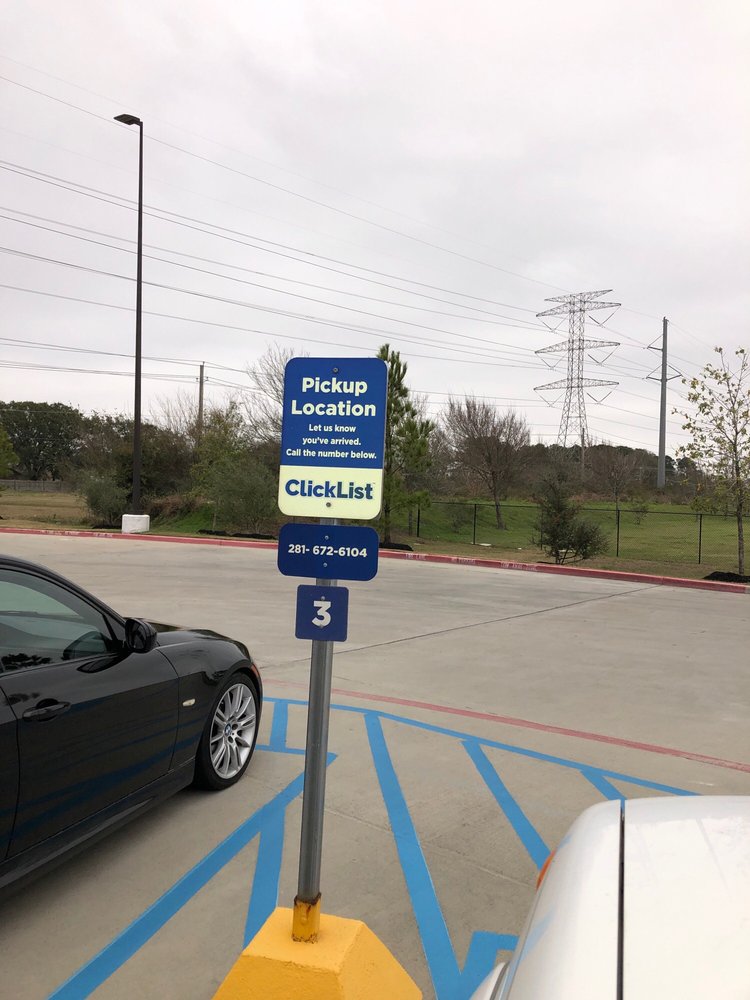 Pickup
Location
Let us know
you've arrived.
Call the number below.
ClickList
281-672-6104
3